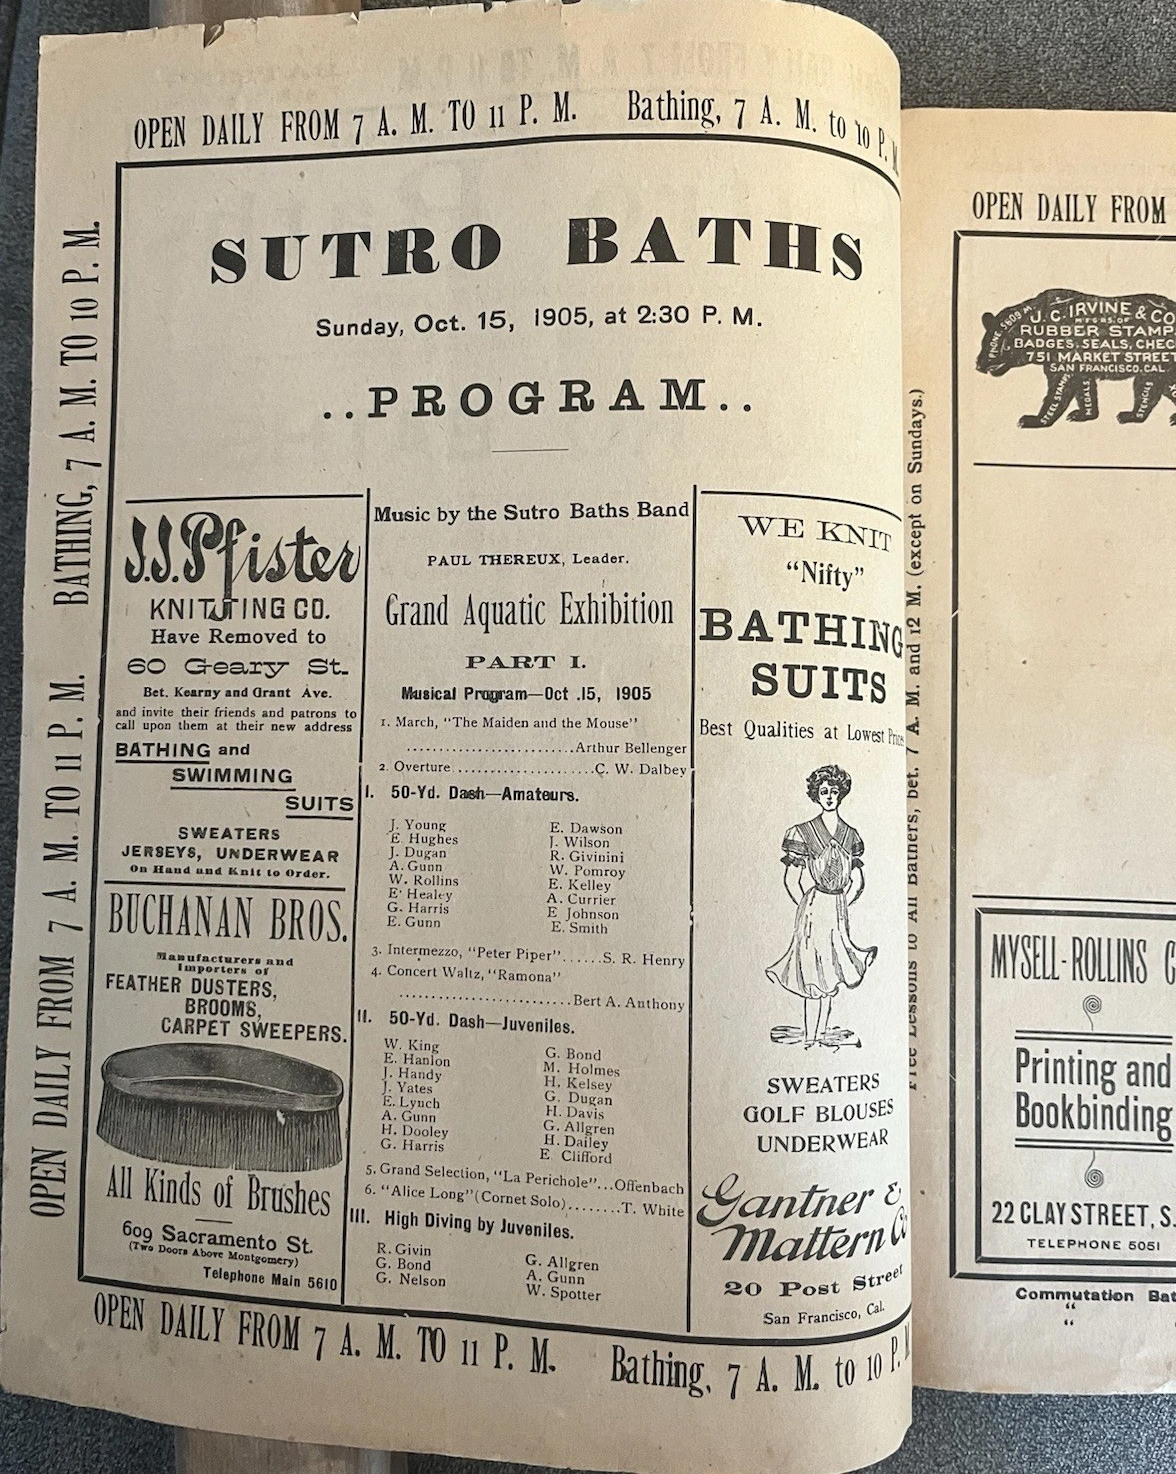 OPEN DAILY FROM 7 A. M. TO 11 P. M. Bathing, 7 A. M. to 10 P. M.
OPEN DAILY FROM 7 A. M. TO 11 P. M. BATHING, 7 A. M. TO 10 P. M.
SUTRO BATHS
Sunday, Oct. 15, 1905, at 2:30 P. M.
..PROGRAM..
J.J. Pfister
KNITTING CO.
Have Removed to
60 Geary St.
Bet. Kearny and Grant Ave.
and invite their friends and patrons to
call upon them at their new address
BATHING and
SWIMMING
SUITS
SWEATERS
JERSEYS, UNDERWEAR
On Hand and Knit to Order.
BUCHANAN BROS.
Manufacturers and
Importers of
FEATHER DUSTERS,
BROOMS,
CARPET SWEEPERS.
All Kinds of Brushes
609 Sacramento St.
(Two Doors Above Montgomery)
Telephone Main 5610
Music by the Sutro Baths Band
PAUL THEREUX, Leader.
Grand Aquatic Exhibition
PART I.
Musical Program—Oct .15, 1905
1. March, "The Maiden and the Mouse"
.........................Arthur Bellenger
2. Overture.....................C. W. Dalbey
I. 50-Yd. Dash—Amateurs.
J. Young E. Dawson
E. Hughes J. Wilson
J. Dugan R. Givinini
A. Gunn W. Pomroy
W. Rollins E. Kelley
E. Healey A. Currier
G. Harris E Johnson
E. Gunn E. Smith
3. Intermezzo, "Peter Piper"......S. R. Henry
4. Concert Waltz, "Ramona"
.........................Bert A. Anthony
II. 50-Yd. Dash—Juveniles.
W. King G. Bond
E. Hanlon M. Holmes
J. Handy H. Kelsey
J. Yates G. Dugan
E. Lynch H. Davis
A. Gunn G. Allgren
H. Dooley H. Dailey
G. Harris E. Clifford
5. Grand Selection, "La Perichole"...Offenbach
6. "Alice Long" (Cornet Solo)........T. White
III. High Diving by Juveniles.
R. Givin G. Allgren
G. Bond A. Gunn
G. Nelson W. Spotter
WE KNIT
"Nifty"
BATHING
SUITS
Best Qualities at Lowest Prices
SWEATERS
GOLF BLOUSES
UNDERWEAR
Gantner &
Mattern Co
20 Post Street
San Francisco, Cal.
OPEN DAILY FROM 7 A. M. TO 11 P. M. Bathing, 7 A. M. to 10 P. M.
Free Lessons to All Bathers, bet. 7 A. M. and 12 M. (except on Sundays.)
OPEN DAILY FROM
PHONE 5809
J. C. IRVINE & CO
M'F'RS. OF
RUBBER STAMP
BADGES, SEALS, CHEC
751 MARKET STREET
SAN FRANCISCO, CAL
STEEL STAMPS
MEDALS
STENCILS
MYSELL-ROLLINS C
Printing and
Bookbinding
22 CLAY STREET, S.
TELEPHONE 5051
Commutation Bat
"
"